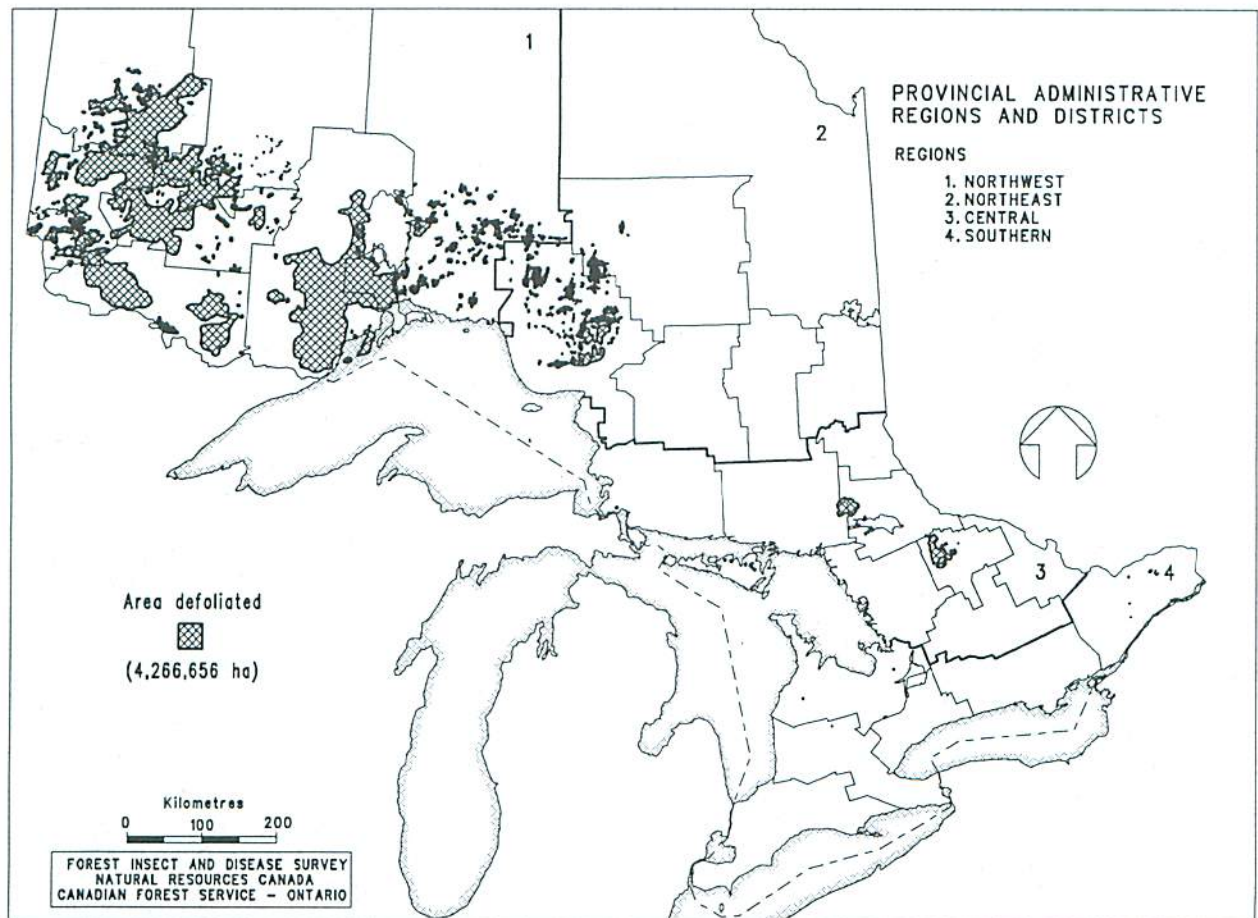 1
2
PROVINCIAL ADMINISTRATIVE
REGIONS AND DISTRICTS
REGIONS
1. NORTHWEST
2. NORTHEAST
3. CENTRAL
4. SOUTHERN
3
4
Area defoliated
(4,266,656 ha)
Kilometres
0 100 200
FOREST INSECT AND DISEASE SURVEY
NATURAL RESOURCES CANADA
CANADIAN FOREST SERVICE - ONTARIO